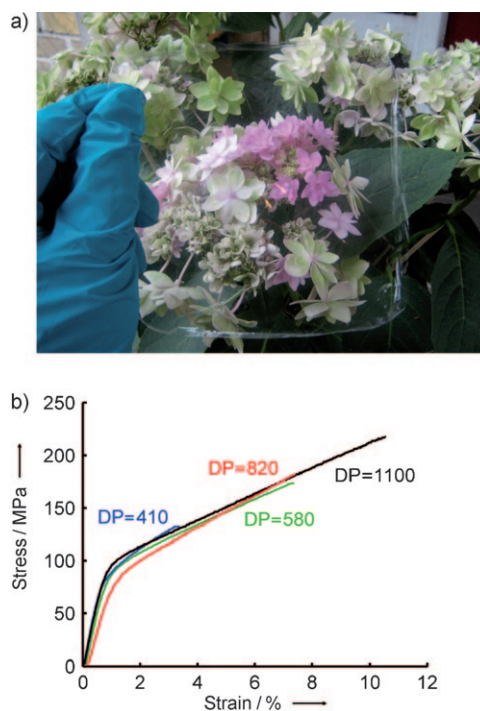 a)
b)
250
200
150
100
50
0
Stress / MPa
DP=820
DP=1100
DP=410
DP=580
0 2 4 6 8 10 12
Strain / %